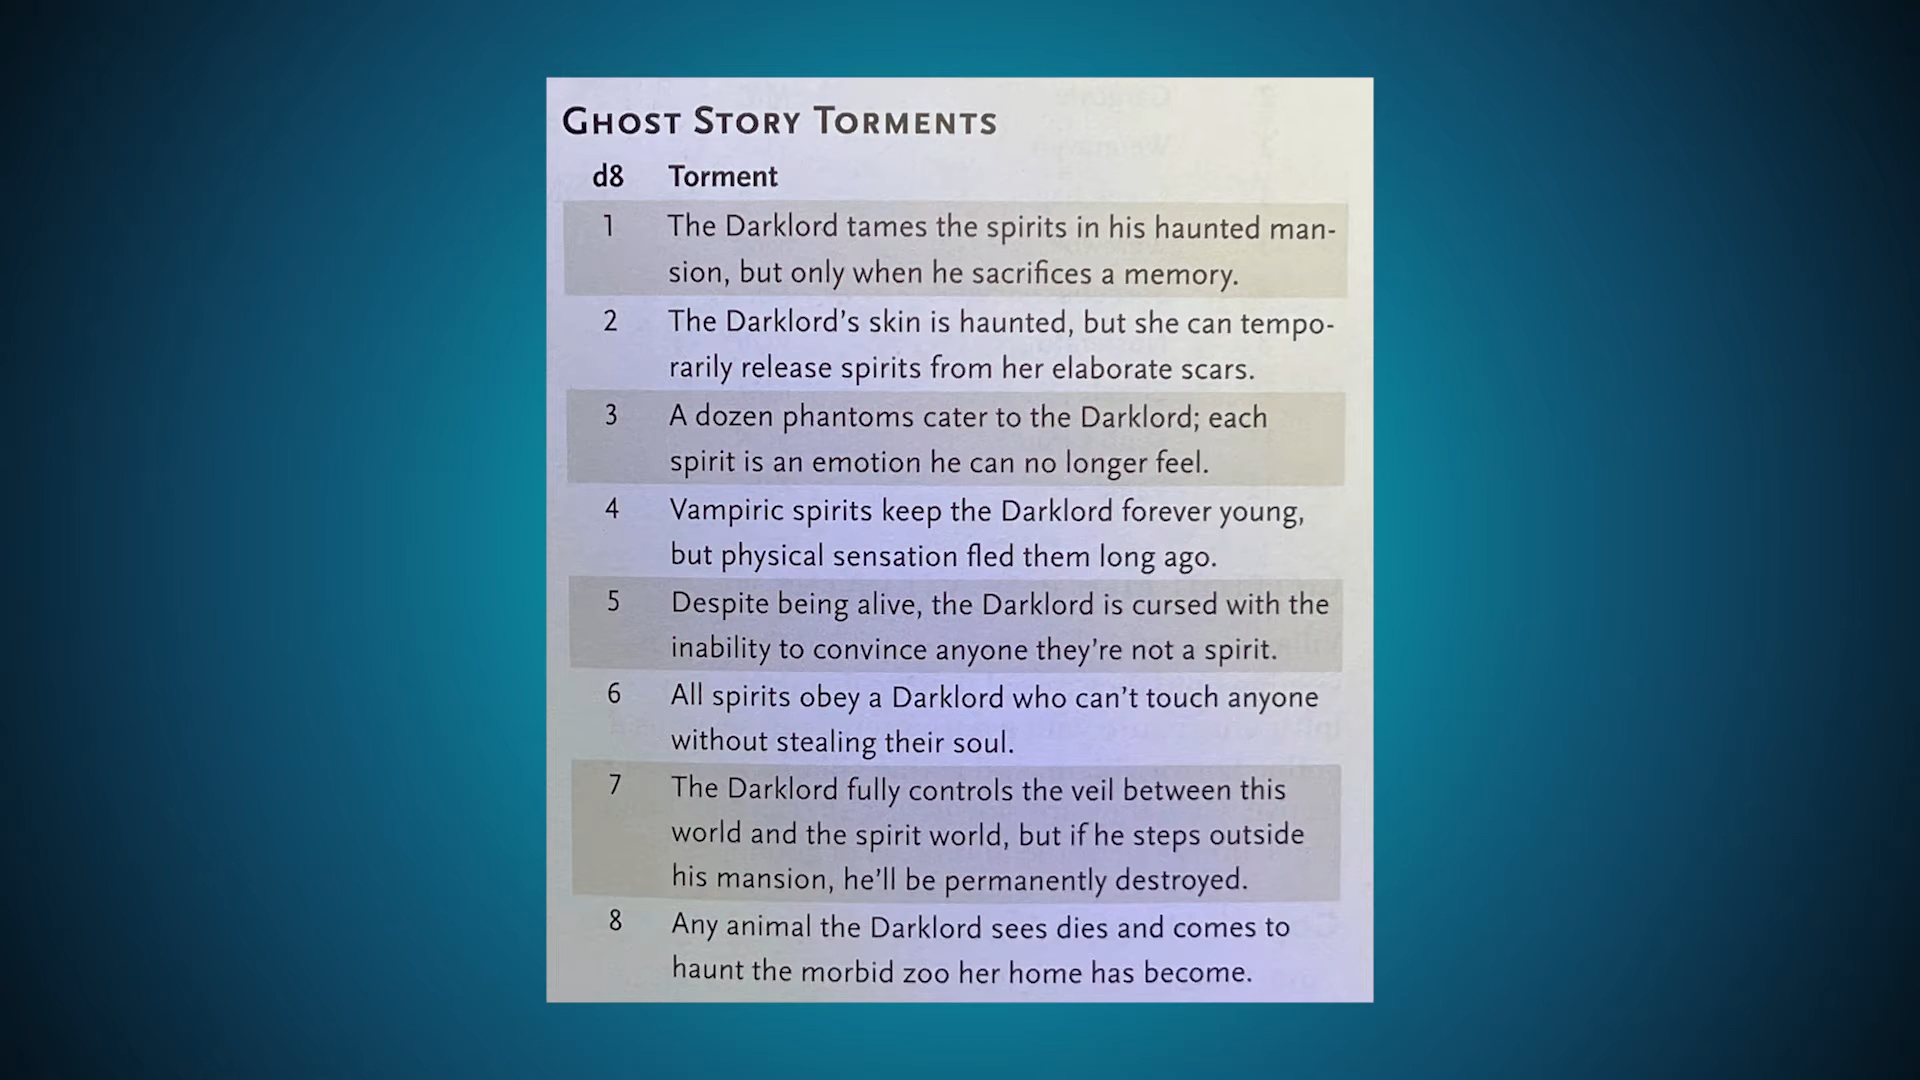 GHOST STORY TORMENTS
d8 Torment
1 The Darklord tames the spirits in his haunted man-
sion, but only when he sacrifices a memory.
2 The Darklord's skin is haunted, but she can tempo-
rarily release spirits from her elaborate scars.
3 A dozen phantoms cater to the Darklord; each
spirit is an emotion he can no longer feel.
4 Vampiric spirits keep the Darklord forever young,
but physical sensation fled them long ago.
5 Despite being alive, the Darklord is cursed with the
inability to convince anyone they're not a spirit.
6 All spirits obey a Darklord who can't touch anyone
without stealing their soul.
7 The Darklord fully controls the veil between this
world and the spirit world, but if he steps outside
his mansion, he'll be permanently destroyed.
8 Any animal the Darklord sees dies and comes to
haunt the morbid zoo her home has become.